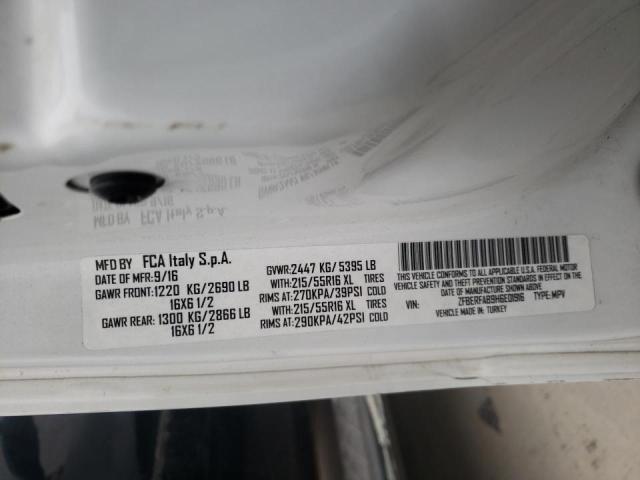 MFD BY FCA Italy S.p.A.
DATE OF MFR: 9/16
GAWR FRONT: 1220 KG/2690 LB
16X6 1/2
GAWR REAR: 1300 KG/2866 LB
16X6 1/2
GVWR: 2447 KG/ 5395 LB
WITH: 215/55R16 XL TIRES
RIMS AT: 270KPA/39PSI COLD
WITH: 215/55R16 XL TIRES
RIMS AT: 290KPA/42PSI COLD
THIS VEHICLE CONFORMS TO ALL APPLICABLE U.S.A. FEDERAL MOTOR
VEHICLE SAFETY AND THEFT PREVENTION STANDARDS
IN EFFECT ON THE DATE OF MANUFACTURE SHOWN ABOVE.
VIN: ZFBERFAB9H6E01916 TYPE: MPV
VEHICLE MADE IN: TURKEY